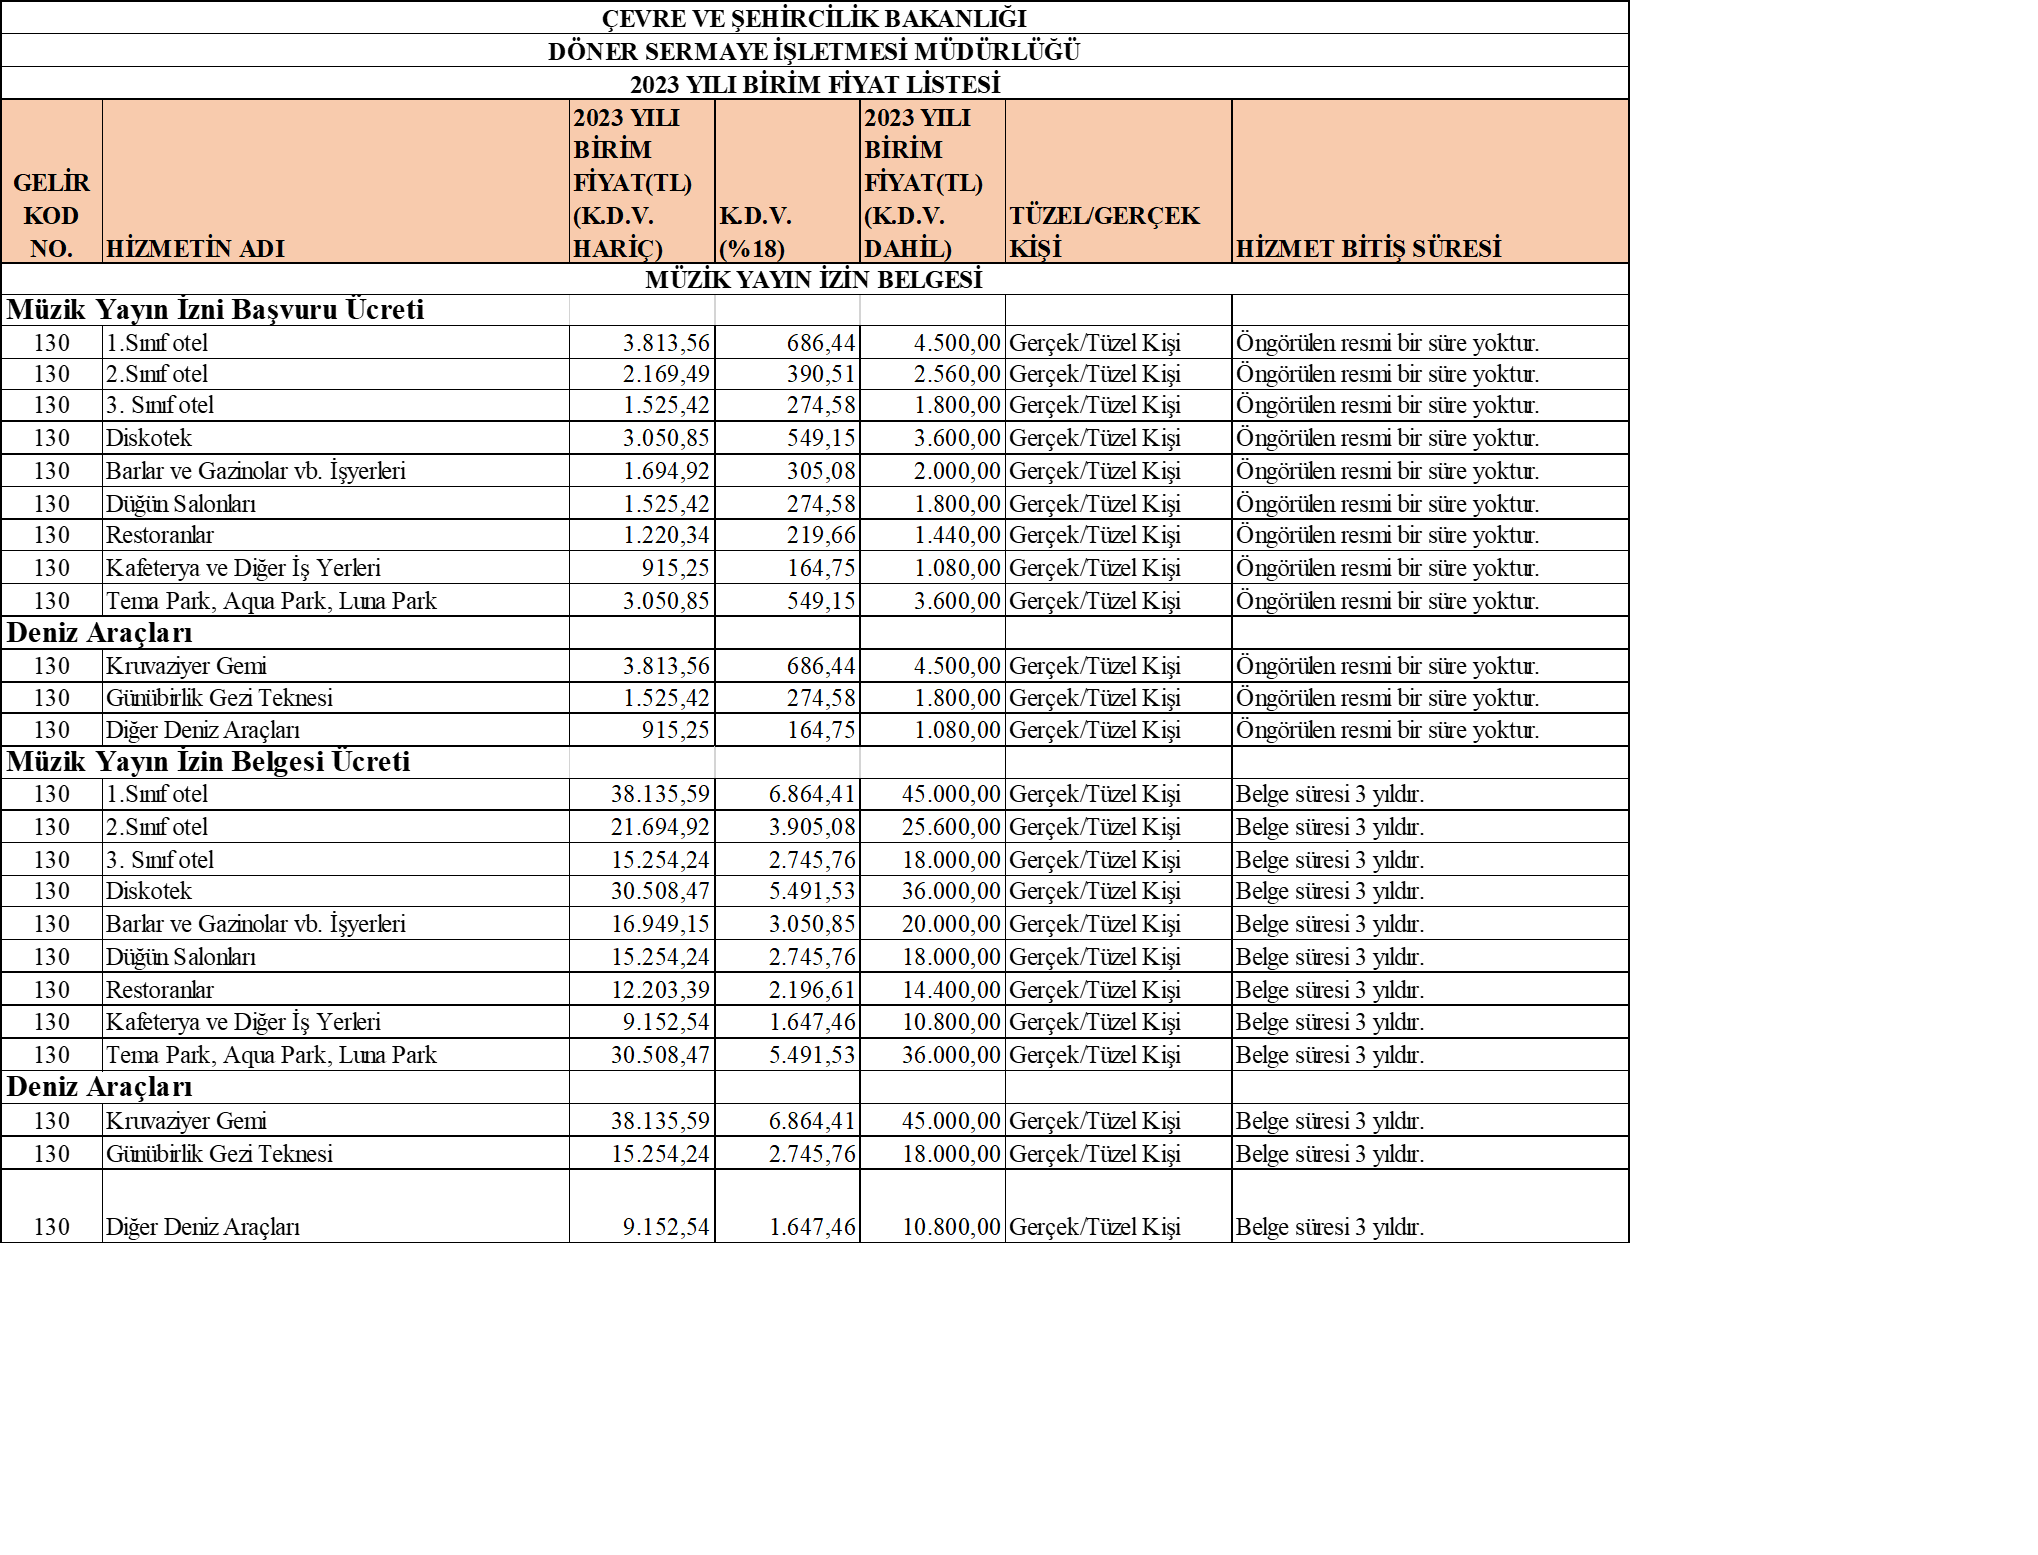 ÇEVRE VE ŞEHİRCİLİK BAKANLIĞI
DÖNER SERMAYE İŞLETMESİ MÜDÜRLÜĞÜ
2023 YILI BİRİM FİYAT LİSTESİ
GELİR KOD NO. HİZMETİN ADI 2023 YILI BİRİM FİYAT(TL) (K.D.V. HARİÇ) K.D.V. (%18) 2023 YILI BİRİM FİYAT(TL) (K.D.V. DAHİL) TÜZEL/GERÇEK KİŞİ HİZMET BİTİŞ SÜRESİ
MÜZİK YAYIN İZİN BELGESİ
Müzik Yayın İzni Başvuru Ücreti
130 1.Sınıf otel 3.813,56 686,44 4.500,00 Gerçek/Tüzel Kişi Öngörülen resmi bir süre yoktur.
130 2.Sınıf otel 2.169,49 390,51 2.560,00 Gerçek/Tüzel Kişi Öngörülen resmi bir süre yoktur.
130 3. Sınıf otel 1.525,42 274,58 1.800,00 Gerçek/Tüzel Kişi Öngörülen resmi bir süre yoktur.
130 Diskotek 3.050,85 549,15 3.600,00 Gerçek/Tüzel Kişi Öngörülen resmi bir süre yoktur.
130 Barlar ve Gazinolar vb. İşyerleri 1.694,92 305,08 2.000,00 Gerçek/Tüzel Kişi Öngörülen resmi bir süre yoktur.
130 Düğün Salonları 1.525,42 274,58 1.800,00 Gerçek/Tüzel Kişi Öngörülen resmi bir süre yoktur.
130 Restoranlar 1.220,34 219,66 1.440,00 Gerçek/Tüzel Kişi Öngörülen resmi bir süre yoktur.
130 Kafeterya ve Diğer İş Yerleri 915,25 164,75 1.080,00 Gerçek/Tüzel Kişi Öngörülen resmi bir süre yoktur.
130 Tema Park, Aqua Park, Luna Park 3.050,85 549,15 3.600,00 Gerçek/Tüzel Kişi Öngörülen resmi bir süre yoktur.
Deniz Araçları
130 Kruvaziyer Gemi 3.813,56 686,44 4.500,00 Gerçek/Tüzel Kişi Öngörülen resmi bir süre yoktur.
130 Günübirlik Gezi Teknesi 1.525,42 274,58 1.800,00 Gerçek/Tüzel Kişi Öngörülen resmi bir süre yoktur.
130 Diğer Deniz Araçları 915,25 164,75 1.080,00 Gerçek/Tüzel Kişi Öngörülen resmi bir süre yoktur.
Müzik Yayın İzin Belgesi Ücreti
130 1.Sınıf otel 38.135,59 6.864,41 45.000,00 Gerçek/Tüzel Kişi Belge süresi 3 yıldır.
130 2.Sınıf otel 21.694,92 3.905,08 25.600,00 Gerçek/Tüzel Kişi Belge süresi 3 yıldır.
130 3. Sınıf otel 15.254,24 2.745,76 18.000,00 Gerçek/Tüzel Kişi Belge süresi 3 yıldır.
130 Diskotek 30.508,47 5.491,53 36.000,00 Gerçek/Tüzel Kişi Belge süresi 3 yıldır.
130 Barlar ve Gazinolar vb. İşyerleri 16.949,15 3.050,85 20.000,00 Gerçek/Tüzel Kişi Belge süresi 3 yıldır.
130 Düğün Salonları 15.254,24 2.745,76 18.000,00 Gerçek/Tüzel Kişi Belge süresi 3 yıldır.
130 Restoranlar 12.203,39 2.196,61 14.400,00 Gerçek/Tüzel Kişi Belge süresi 3 yıldır.
130 Kafeterya ve Diğer İş Yerleri 9.152,54 1.647,46 10.800,00 Gerçek/Tüzel Kişi Belge süresi 3 yıldır.
130 Tema Park, Aqua Park, Luna Park 30.508,47 5.491,53 36.000,00 Gerçek/Tüzel Kişi Belge süresi 3 yıldır.
Deniz Araçları
130 Kruvaziyer Gemi 38.135,59 6.864,41 45.000,00 Gerçek/Tüzel Kişi Belge süresi 3 yıldır.
130 Günübirlik Gezi Teknesi 15.254,24 2.745,76 18.000,00 Gerçek/Tüzel Kişi Belge süresi 3 yıldır.
130 Diğer Deniz Araçları 9.152,54 1.647,46 10.800,00 Gerçek/Tüzel Kişi Belge süresi 3 yıldır.